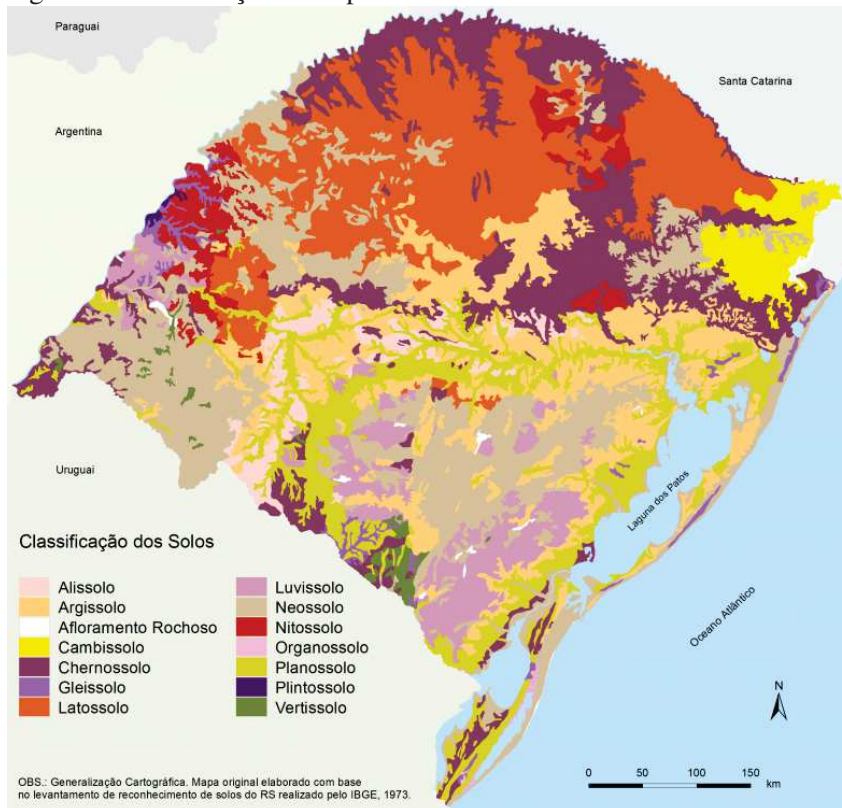 Paraguai
Santa Catarina
Argentina
Uruguai
Laguna dos Patos
Oceano Atlântico
Classificação dos Solos
Alissolo
Argissolo
Afloramento Rochoso
Cambissolo
Chernossolo
Gleissolo
Latossolo
Luvissolo
Neossolo
Nitossolo
Organossolo
Planossolo
Plintossolo
Vertissolo
N
0 50 100 150
km
OBS.: Generalização Cartográfica. Mapa original elaborado com base
no levantamento de reconhecimento de solos do RS realizado pelo IBGE, 1973.